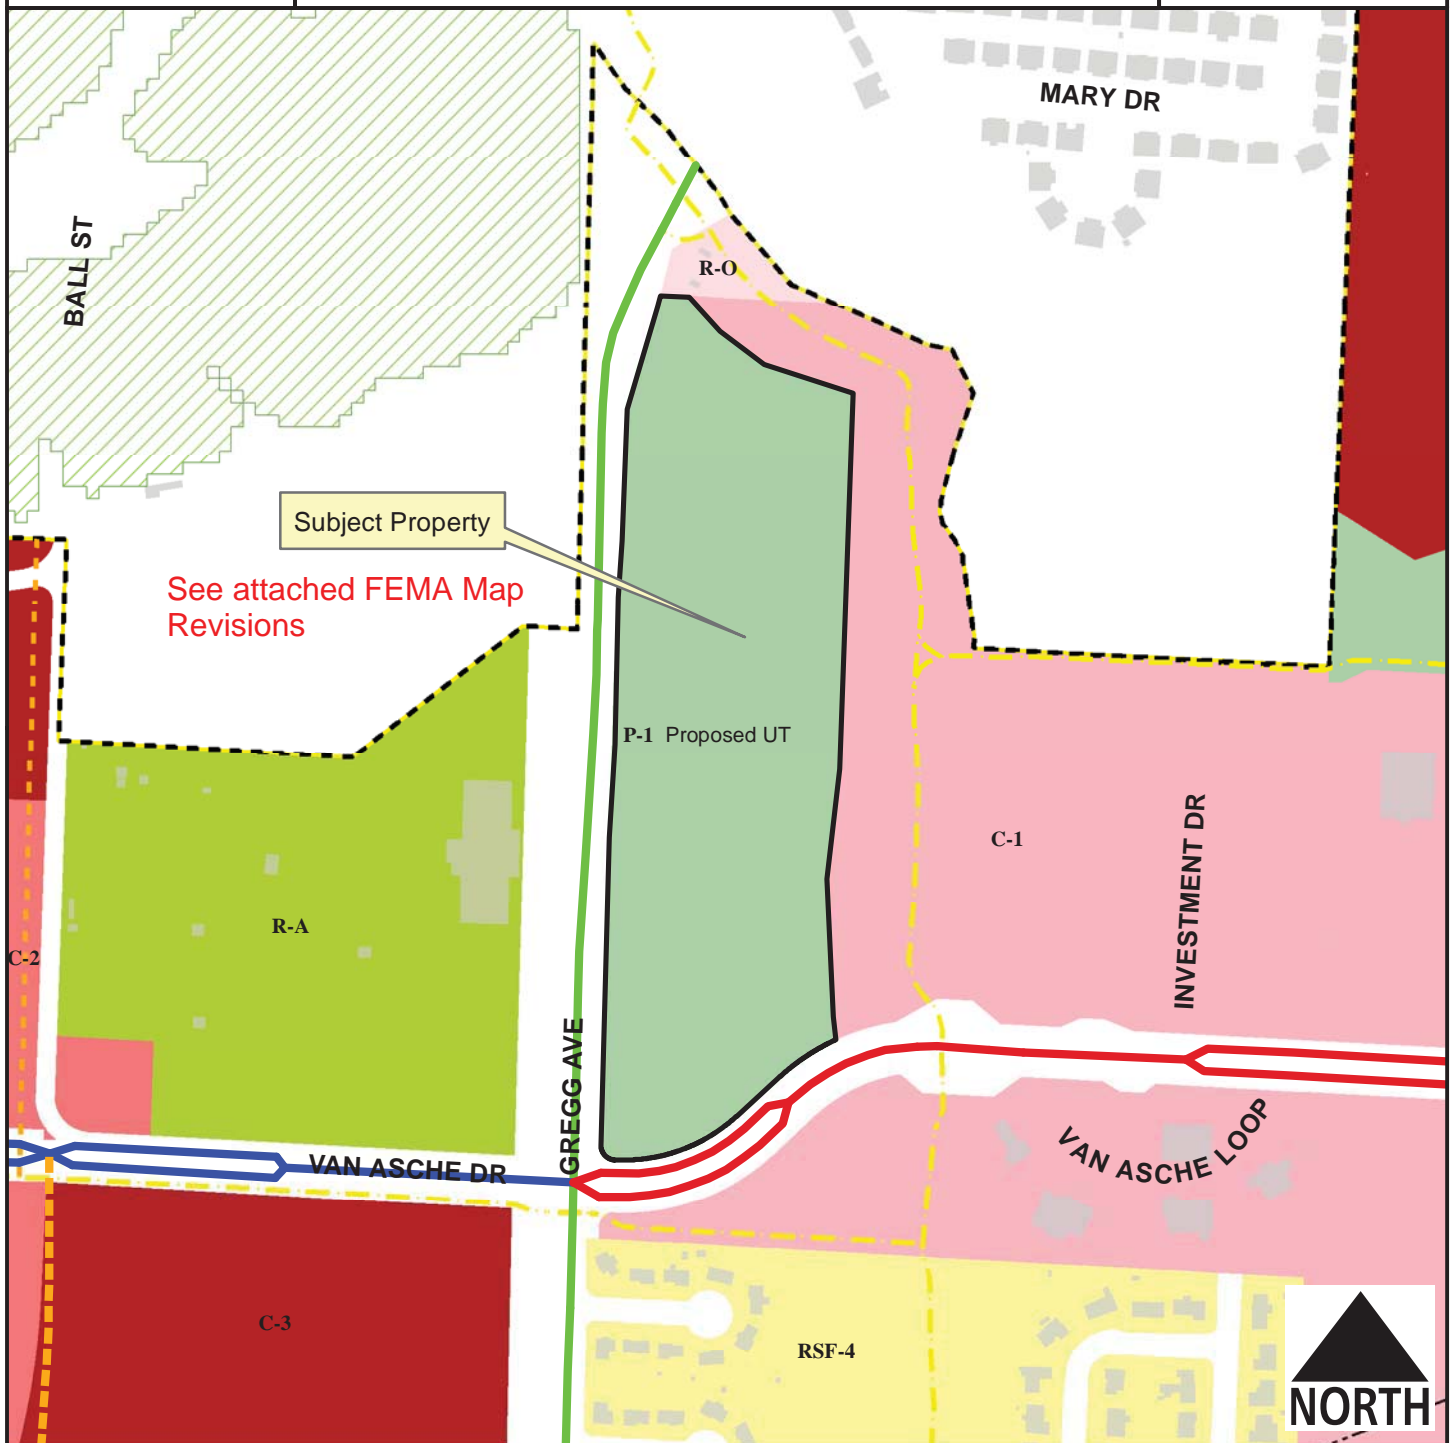 MARY DR
BALL ST
R-O
Subject Property
See attached FEMA Map
Revisions
P-1 Proposed UT
C-1
INVESTMENT DR
R-A
C-2
GREGG AVE
VAN ASCHE DR
VAN ASCHE LOOP
C-3
RSF-4
NORTH